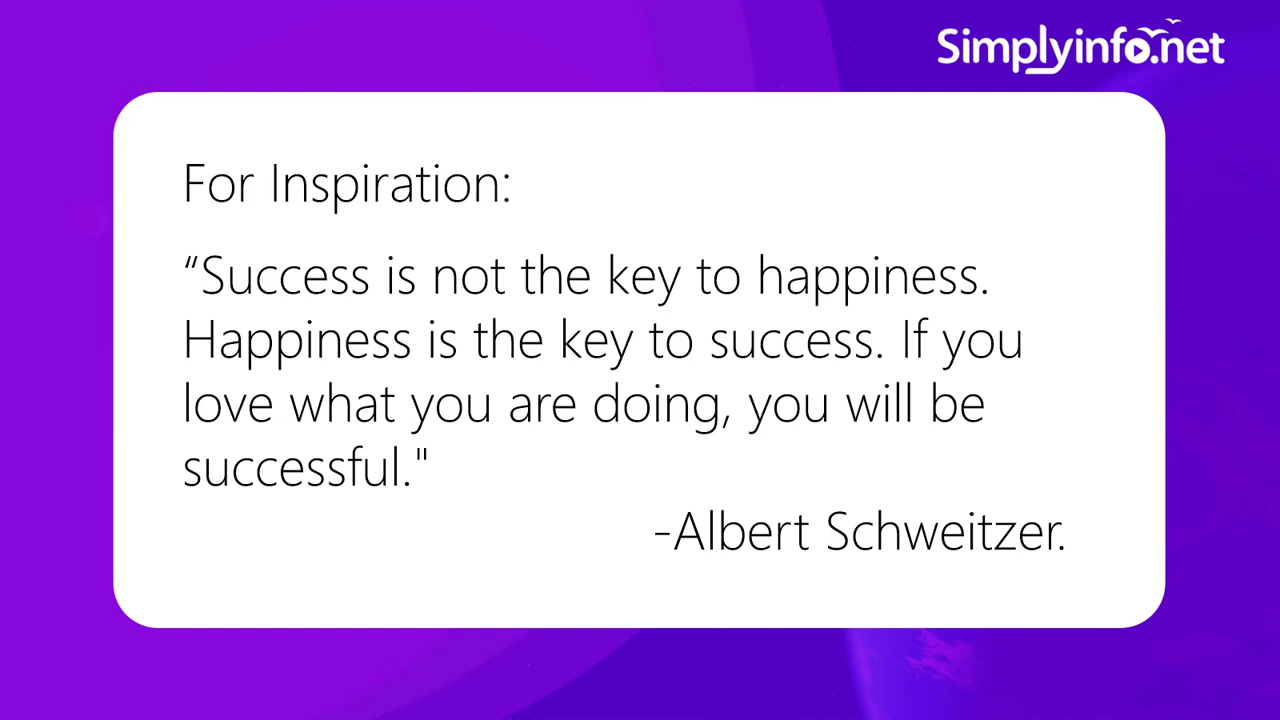 Simplyinfo.net
For Inspiration:
“Success is not the key to happiness.
Happiness is the key to success. If you
love what you are doing, you will be
successful."
-Albert Schweitzer.